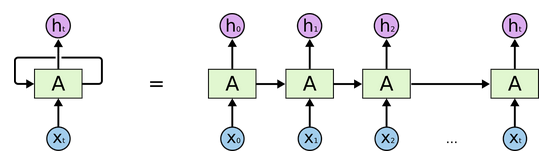 hₜ h₀ h₁ h₂ hₜ
A = A A A A
xₜ x₀ x₁ x₂ ... xₜ